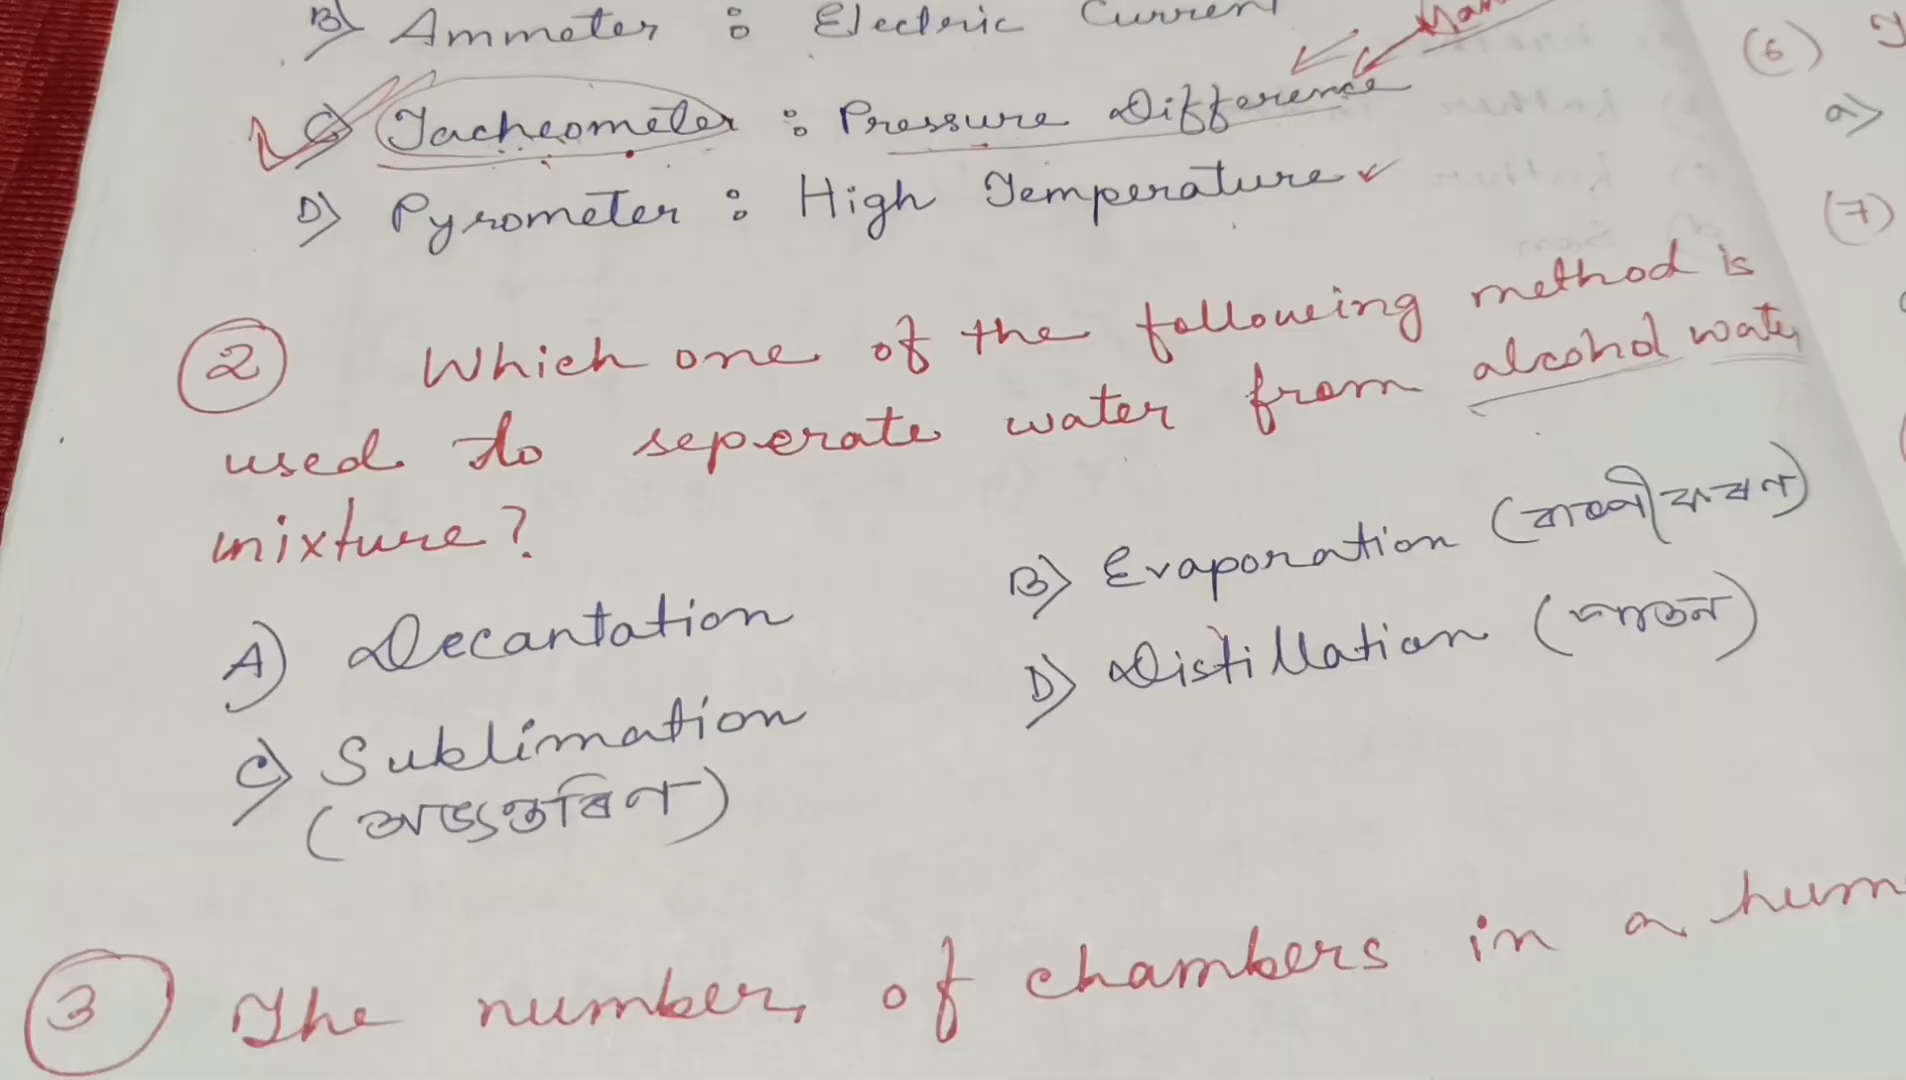 B) Ammeter : Electric Current
C) Tacheometer : Pressure Difference
D) Pyrometer : High Temperature
(6)
a)
(7)
2 Which one of the following method is
used to seperate water from alcohol water
mixture?
A) Decantation
B) Evaporation (বাষ্পীকৰণ)
C) Sublimation
D) Distillation
3 The number of chambers in a hum